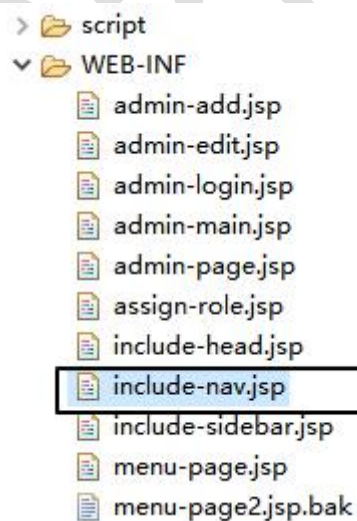 script
WEB-INF
admin-add.jsp
admin-edit.jsp
admin-login.jsp
admin-main.jsp
admin-page.jsp
assign-role.jsp
include-head.jsp
include-nav.jsp
include-sidebar.jsp
menu-page.jsp
menu-page2.jsp.bak